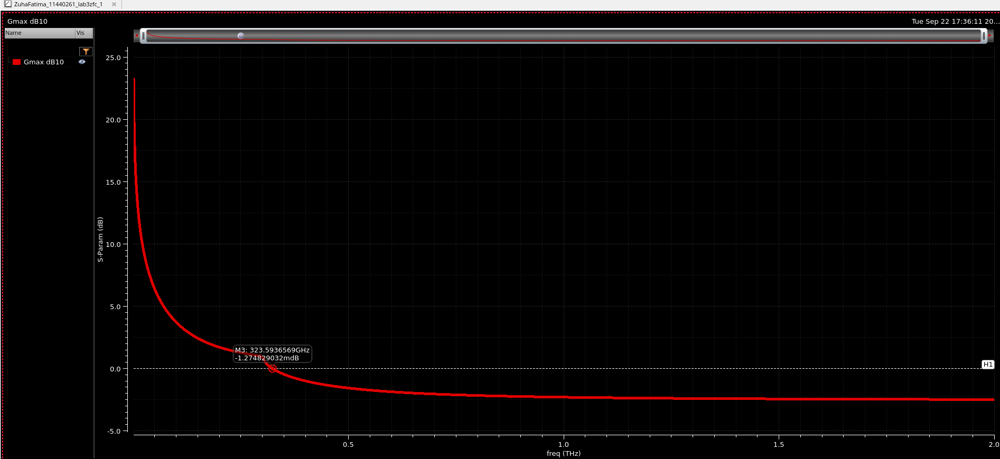 ZuhaFatima_11440261_lab3zfc_1
Gmax dB10
Tue Sep 22 17:36:11 20...
Name Vis
Gmax dB10
25.0
20.0
15.0
10.0
5.0
0.0
-5.0
S-Param (dB)
M3: 323.5936569GHz
-1.274829032mdB
H1
0.5 1.0 1.5 2.0
freq (THz)